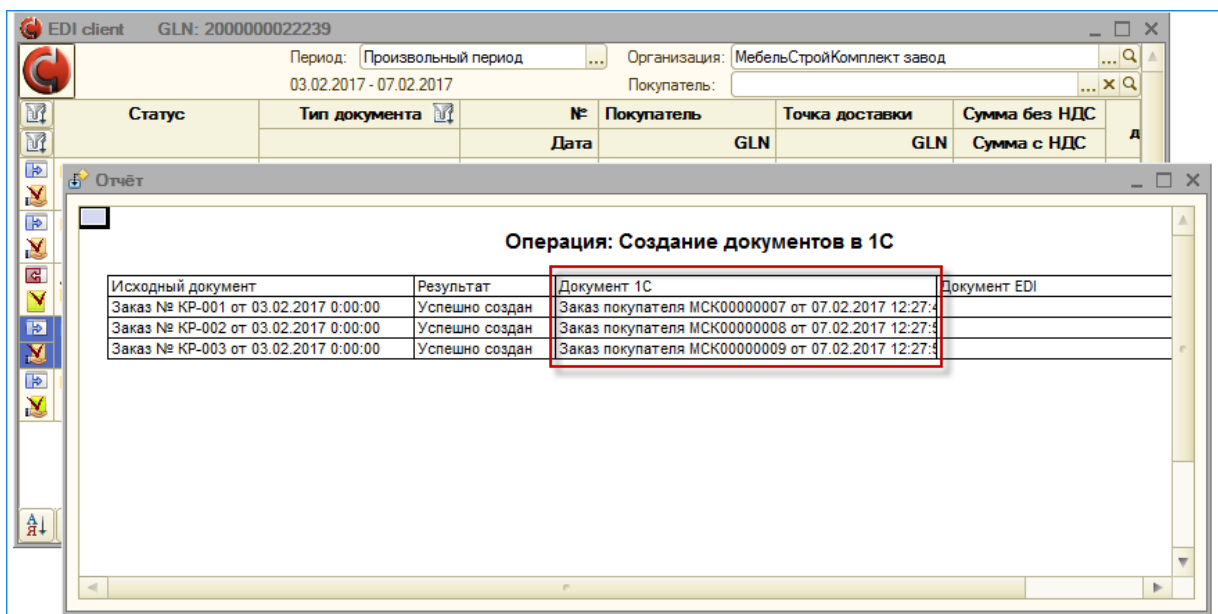 EDI client GLN: 2000000022239
Период: Произвольный период ... Организация: МебельСтройКомплект завод ...
03.02.2017 - 07.02.2017 Покупатель: ...
Статус Тип документа № Покупатель Точка доставки Сумма без НДС
Дата GLN GLN Сумма с НДС д
Отчёт
Операция: Создание документов в 1С
Исходный документ Результат Документ 1С Документ EDI
Заказ № КР-001 от 03.02.2017 0:00:00 Успешно создан Заказ покупателя МСК00000007 от 07.02.2017 12:27:4
Заказ № КР-002 от 03.02.2017 0:00:00 Успешно создан Заказ покупателя МСК00000008 от 07.02.2017 12:27:5
Заказ № КР-003 от 03.02.2017 0:00:00 Успешно создан Заказ покупателя МСК00000009 от 07.02.2017 12:27:5
А
Я